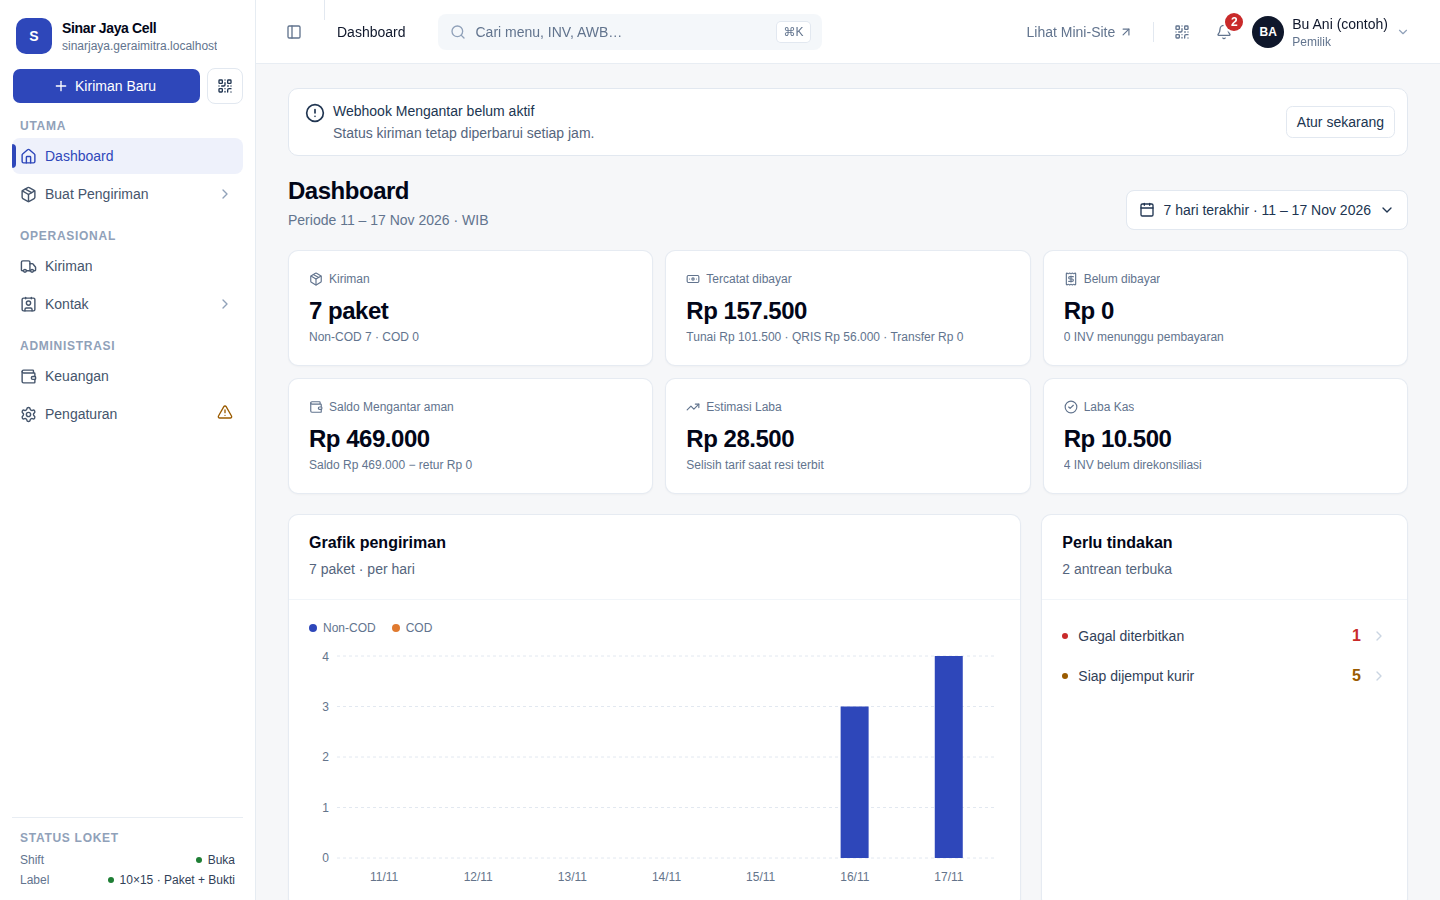 S
Sinar Jaya Cell
sinarjaya.geraimitra.localhost
Kiriman Baru
UTAMA
Dashboard
Buat Pengiriman
OPERASIONAL
Kiriman
Kontak
ADMINISTRASI
Keuangan
Pengaturan
STATUS LOKET
Shift Buka
Label 10×15 · Paket + Bukti
Dashboard
Cari menu, INV, AWB… ⌘K
Lihat Mini-Site
2
BA
Bu Ani (contoh)
Pemilik
Webhook Mengantar belum aktif
Status kiriman tetap diperbarui setiap jam.
Atur sekarang
Dashboard
Periode 11 – 17 Nov 2026 · WIB
7 hari terakhir · 11 – 17 Nov 2026
Kiriman
7 paket
Non-COD 7 · COD 0
Tercatat dibayar
Rp 157.500
Tunai Rp 101.500 · QRIS Rp 56.000 · Transfer Rp 0
Belum dibayar
Rp 0
0 INV menunggu pembayaran
Saldo Mengantar aman
Rp 469.000
Saldo Rp 469.000 − retur Rp 0
Estimasi Laba
Rp 28.500
Selisih tarif saat resi terbit
Laba Kas
Rp 10.500
4 INV belum direkonsiliasi
Grafik pengiriman
7 paket · per hari
Non-COD COD
4
3
2
1
0
11/11 12/11 13/11 14/11 15/11 16/11 17/11
Perlu tindakan
2 antrean terbuka
Gagal diterbitkan 1
Siap dijemput kurir 5